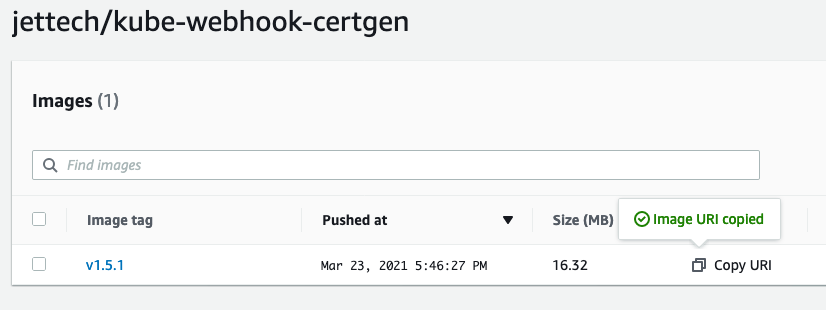 jettech/kube-webhook-certgen
Images (1)
Find images
Image tag Pushed at Size (MB) Image URI copied
v1.5.1 Mar 23, 2021 5:46:27 PM 16.32 Copy URI